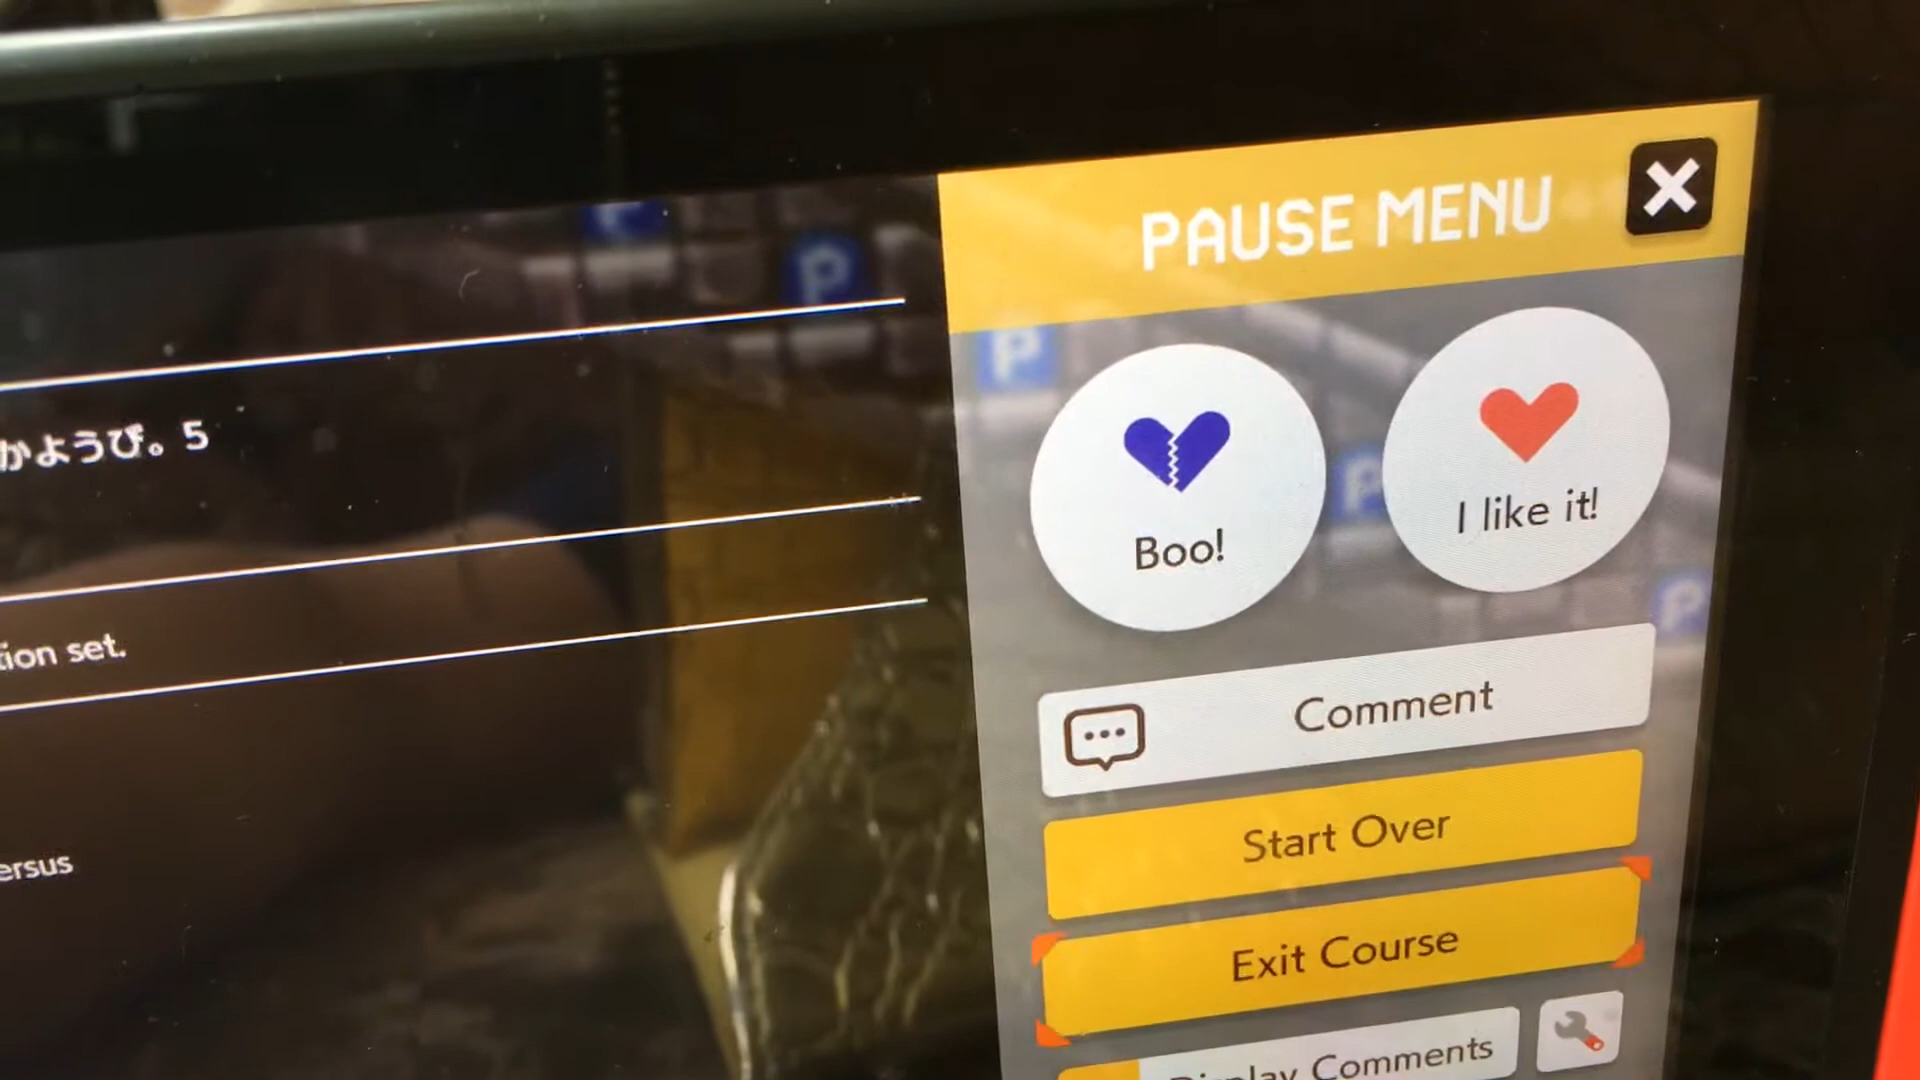 PAUSE MENU
Boo!
I like it!
かようび。5
tion set.
ersus
Comment
Start Over
Exit Course
Display Comments
P
P
P
P